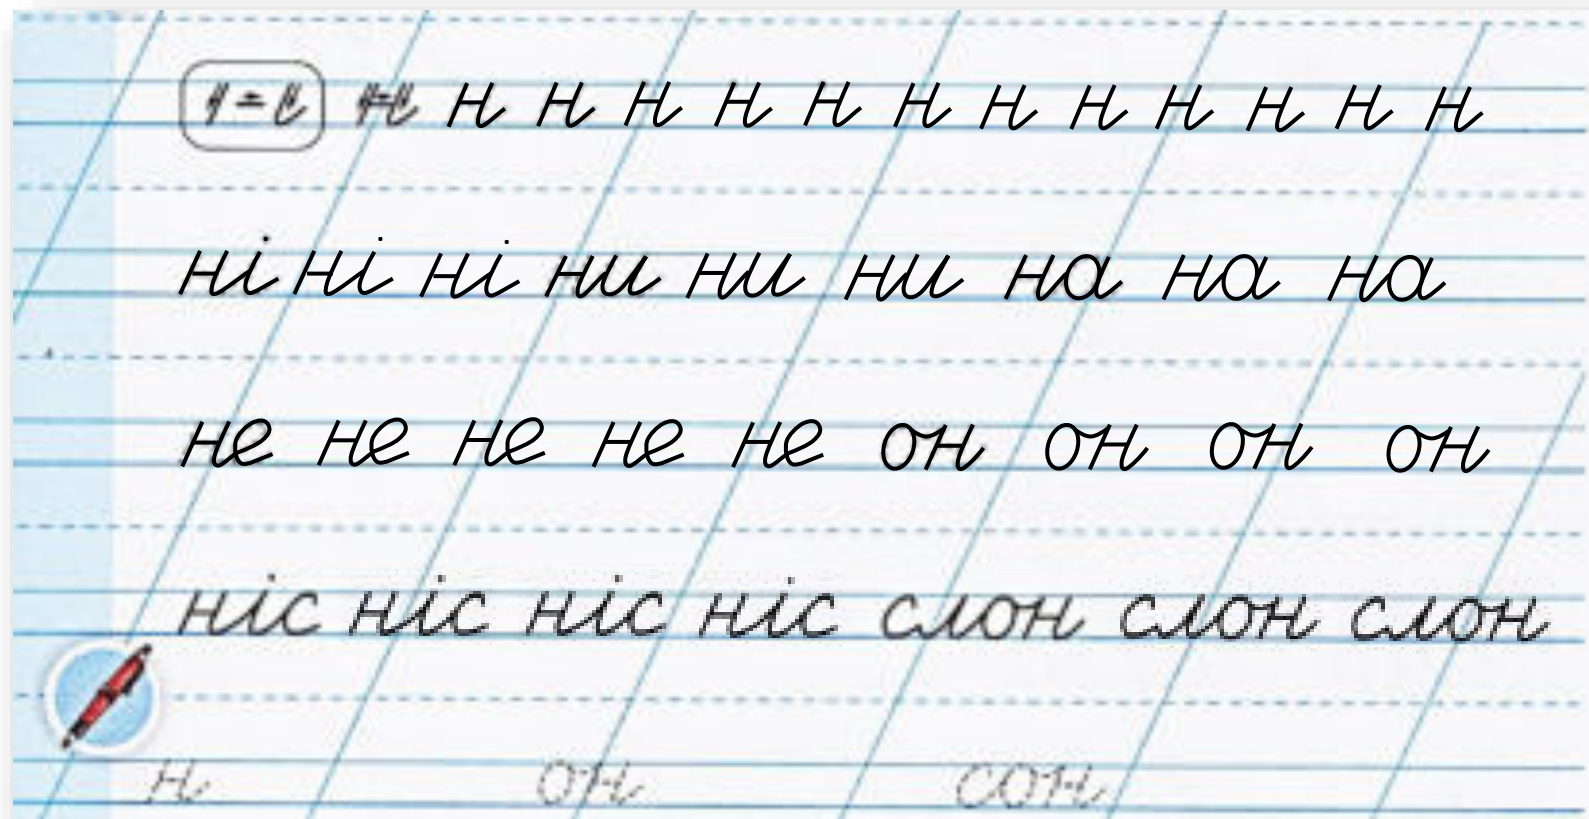 н н н н н н н н н н н н н
ні ні ні ни ни ни на на на
не не не не не он он он он
ніс ніс ніс ніс слон слон слон
н он сон